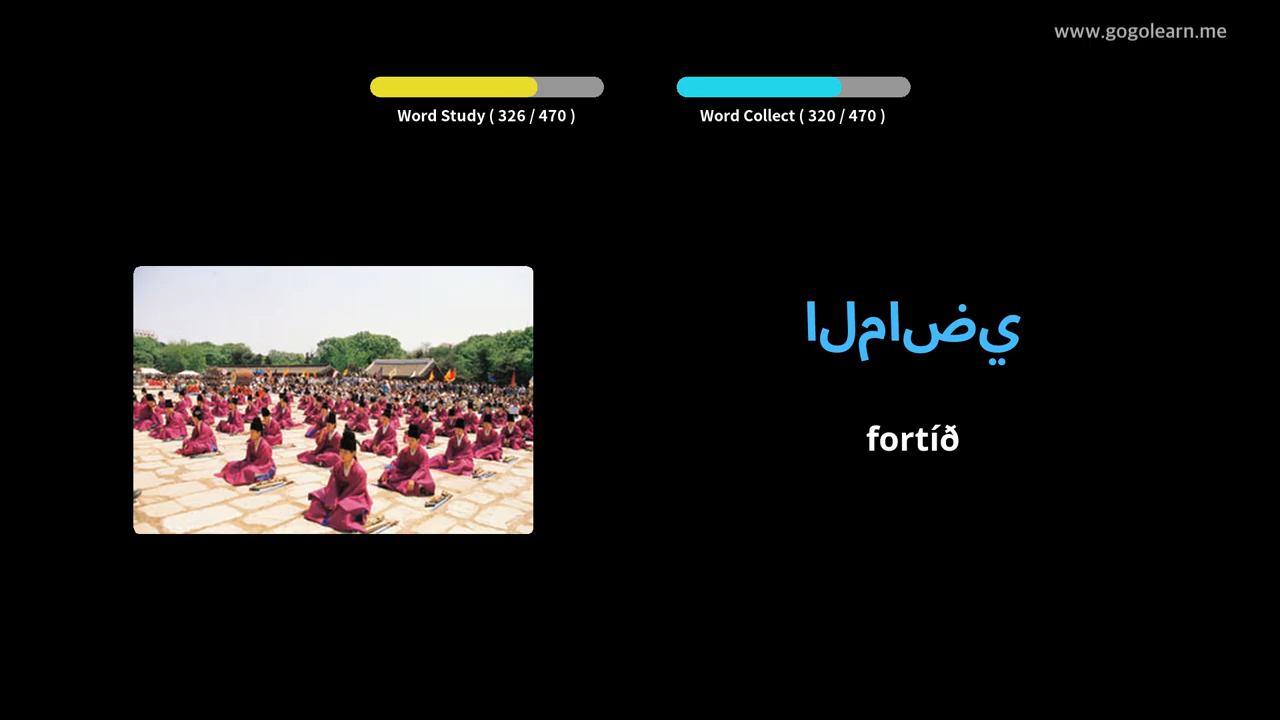 www.gogolearn.me
Word Study ( 326 / 470 )
Word Collect ( 320 / 470 )
الماضي
fortíð